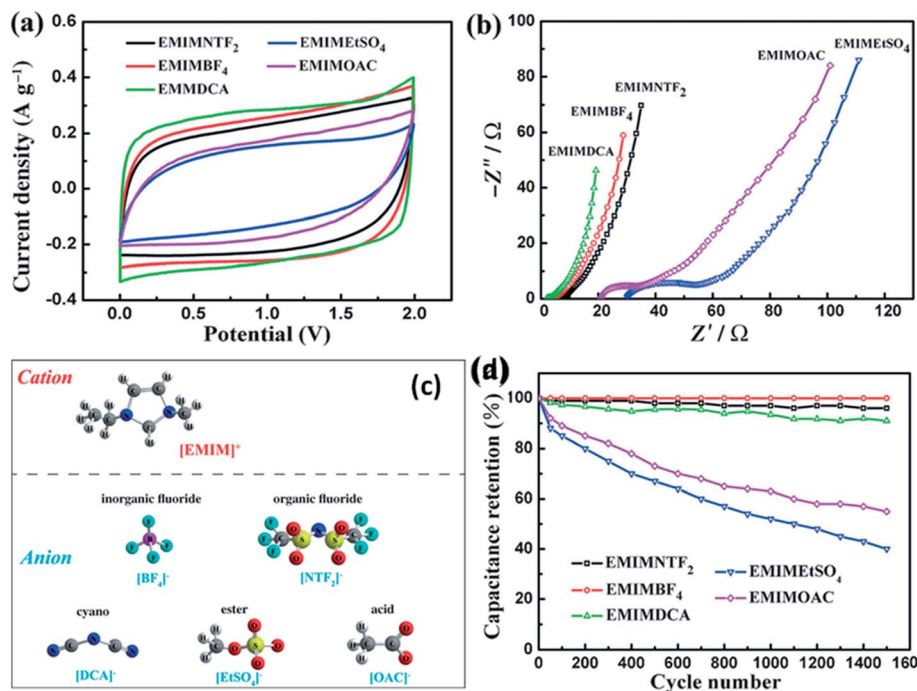 (a)
EMIMNTF2
EMIMEtSO4
EMIMBF4
EMIMOAC
EMMDCA
Current density (A g⁻¹)
0.6
0.4
0.2
0.0
-0.2
-0.4
0.0 0.5 1.0 1.5 2.0
Potential (V)
(b)
EMIMOAC
EMIMEtSO4
EMIMNTF2
EMIMBF4
EMIMDCA
−Z″ / Ω
100
80
60
40
20
0
0 20 40 60 80 100 120
Z′ / Ω
(c)
Cation
H H H C C H H C C N N C H H H H C H H
[EMIM]⁺
Anion
inorganic fluoride organic fluoride
F F B F F
F F F C O S O N O S O C F F F
[BF4]⁻
[NTF2]⁻
cyano ester acid
N C N C N
H H H C O S O O O
H H H C C O O
[DCA]⁻
[EtSO4]⁻
[OAC]⁻
(d)
Capacitance retention (%)
100
80
60
40
20
EMIMNTF2
EMIMBF4
EMIMDCA
EMIMEtSO4
EMIMOAC
0 200 400 600 800 1000 1200 1400 160
Cycle number